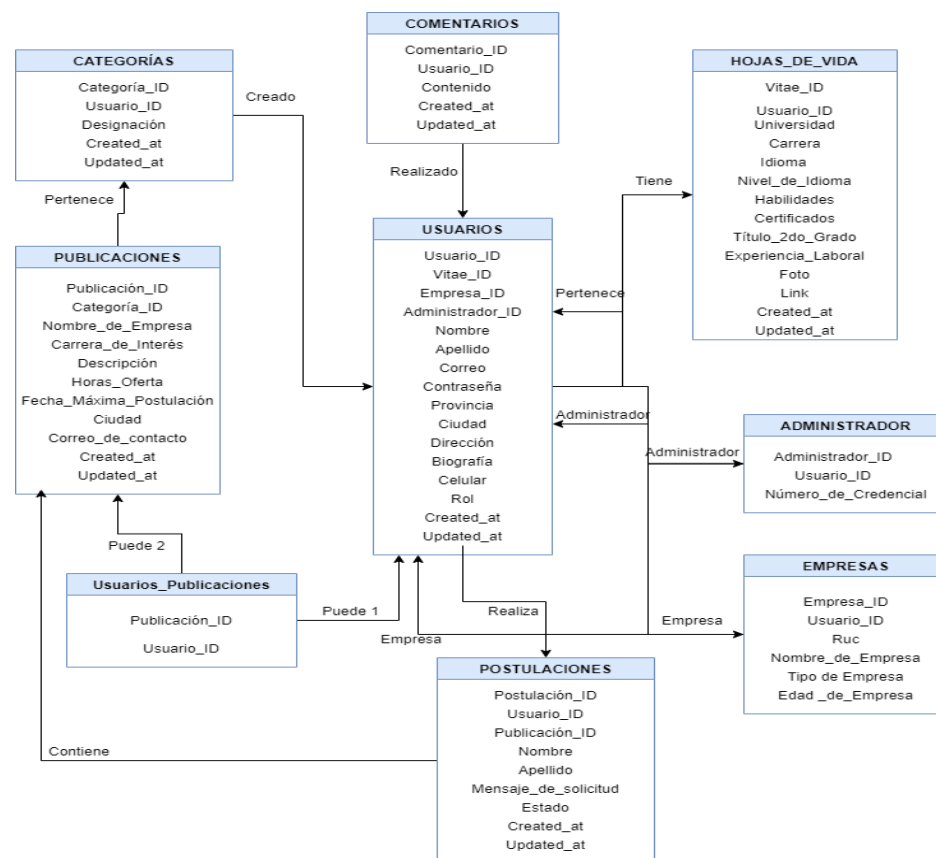 COMENTARIOS
Comentario_ID
Usuario_ID
Contenido
Created_at
Updated_at
CATEGORÍAS
Categoría_ID
Usuario_ID
Designación
Created_at
Updated_at
Creado
HOJAS_DE_VIDA
Vitae_ID
Usuario_ID
Universidad
Carrera
Idioma
Nivel_de_Idioma
Habilidades
Certificados
Título_2do_Grado
Experiencia_Laboral
Foto
Link
Created_at
Updated_at
Realizado
Tiene
Pertenece
USUARIOS
Usuario_ID
Vitae_ID
Empresa_ID
Administrador_ID
Nombre
Apellido
Correo
Contraseña
Provincia
Ciudad
Dirección
Biografía
Celular
Rol
Created_at
Updated_at
PUBLICACIONES
Publicación_ID
Categoría_ID
Nombre_de_Empresa
Carrera_de_Interés
Descripción
Horas_Oferta
Fecha_Máxima_Postulación
Ciudad
Correo_de_contacto
Created_at
Updated_at
Pertenece
Administrador
Administrador
ADMINISTRADOR
Administrador_ID
Usuario_ID
Número_de_Credencial
Puede 2
Usuarios_Publicaciones
Publicación_ID
Usuario_ID
Puede 1
Realiza
Empresa
Empresa
EMPRESAS
Empresa_ID
Usuario_ID
Ruc
Nombre_de_Empresa
Tipo de Empresa
Edad _de_Empresa
POSTULACIONES
Postulación_ID
Usuario_ID
Publicación_ID
Nombre
Apellido
Mensaje_de_solicitud
Estado
Created_at
Updated_at
Contiene